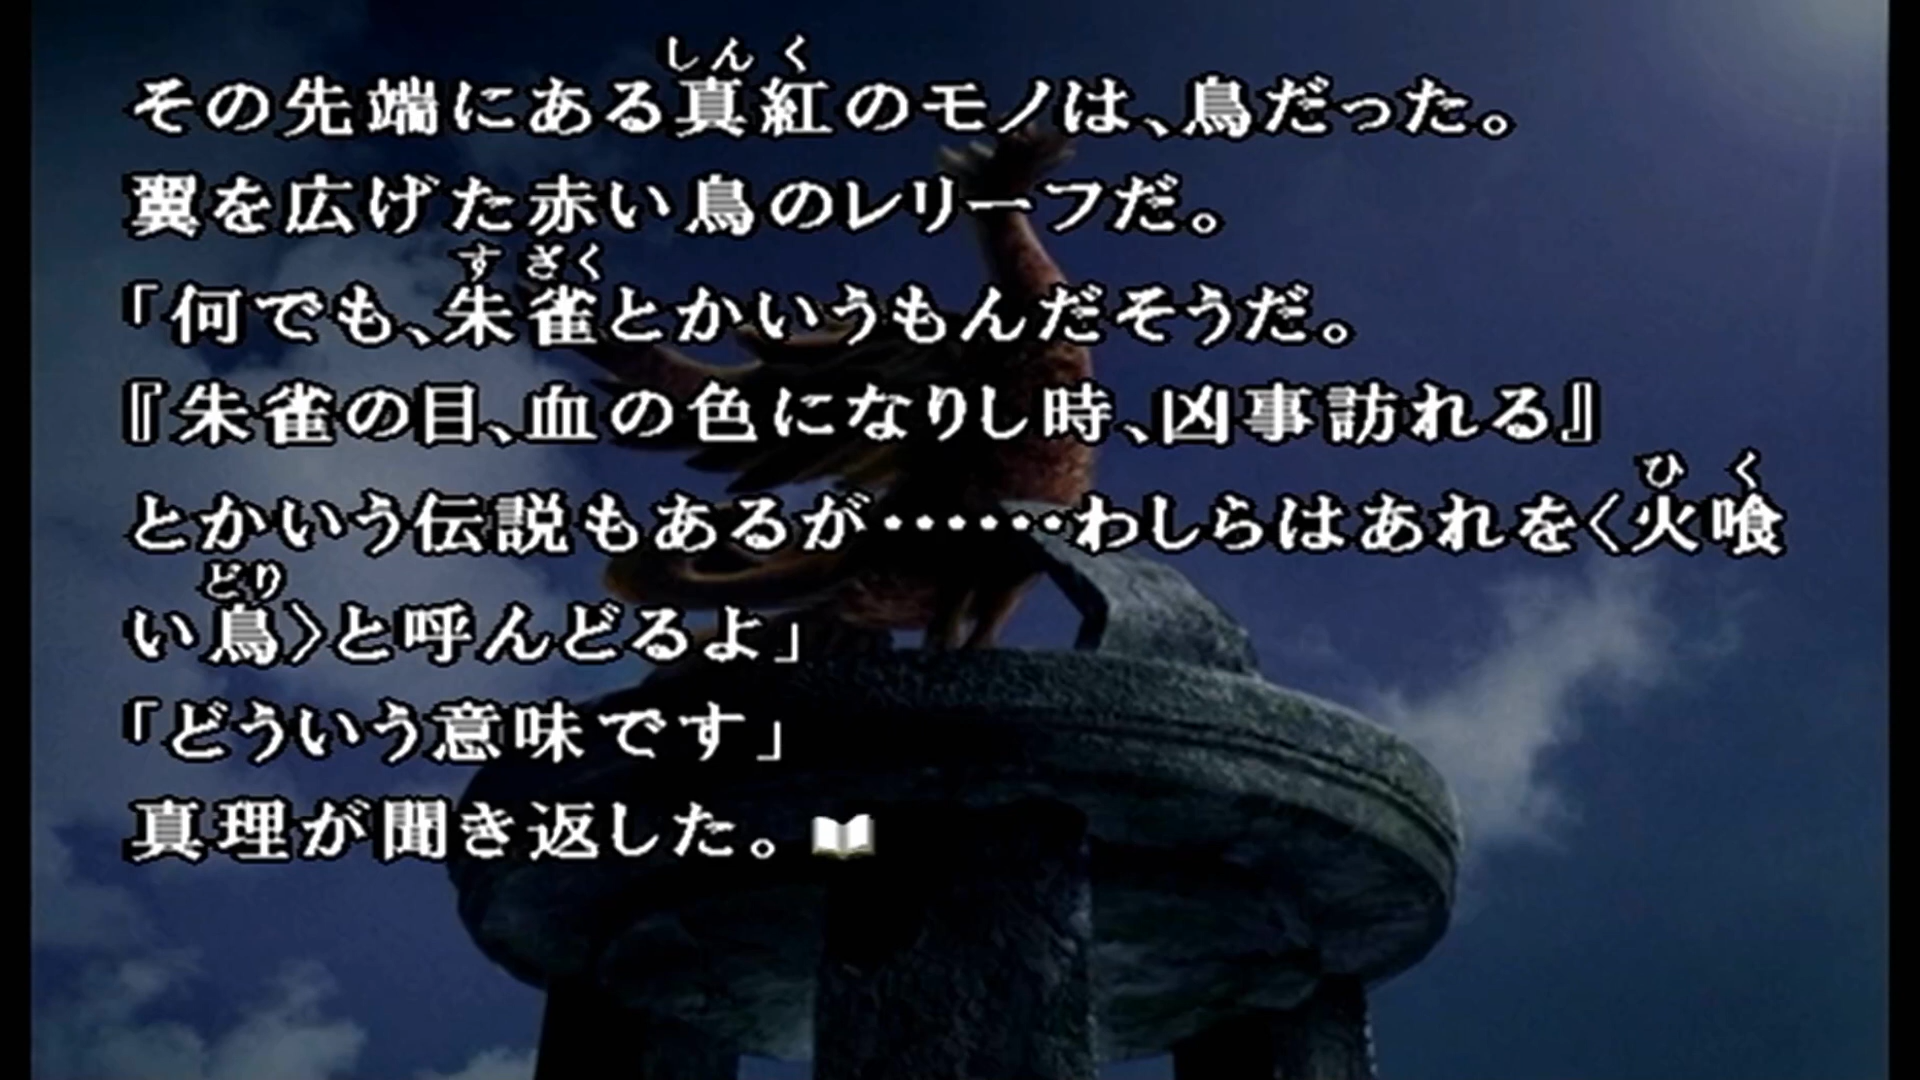 その先端にある真紅のモノは、鳥だった。
翼を広げた赤い鳥のレリーフだ。
「何でも、朱雀とかいうもんだそうだ。
『朱雀の目、血の色になりし時、凶事訪れる』
とかいう伝説もあるが……わしらはあれを〈火喰
い鳥〉と呼んどるよ」
「どういう意味です」
真理が聞き返した。